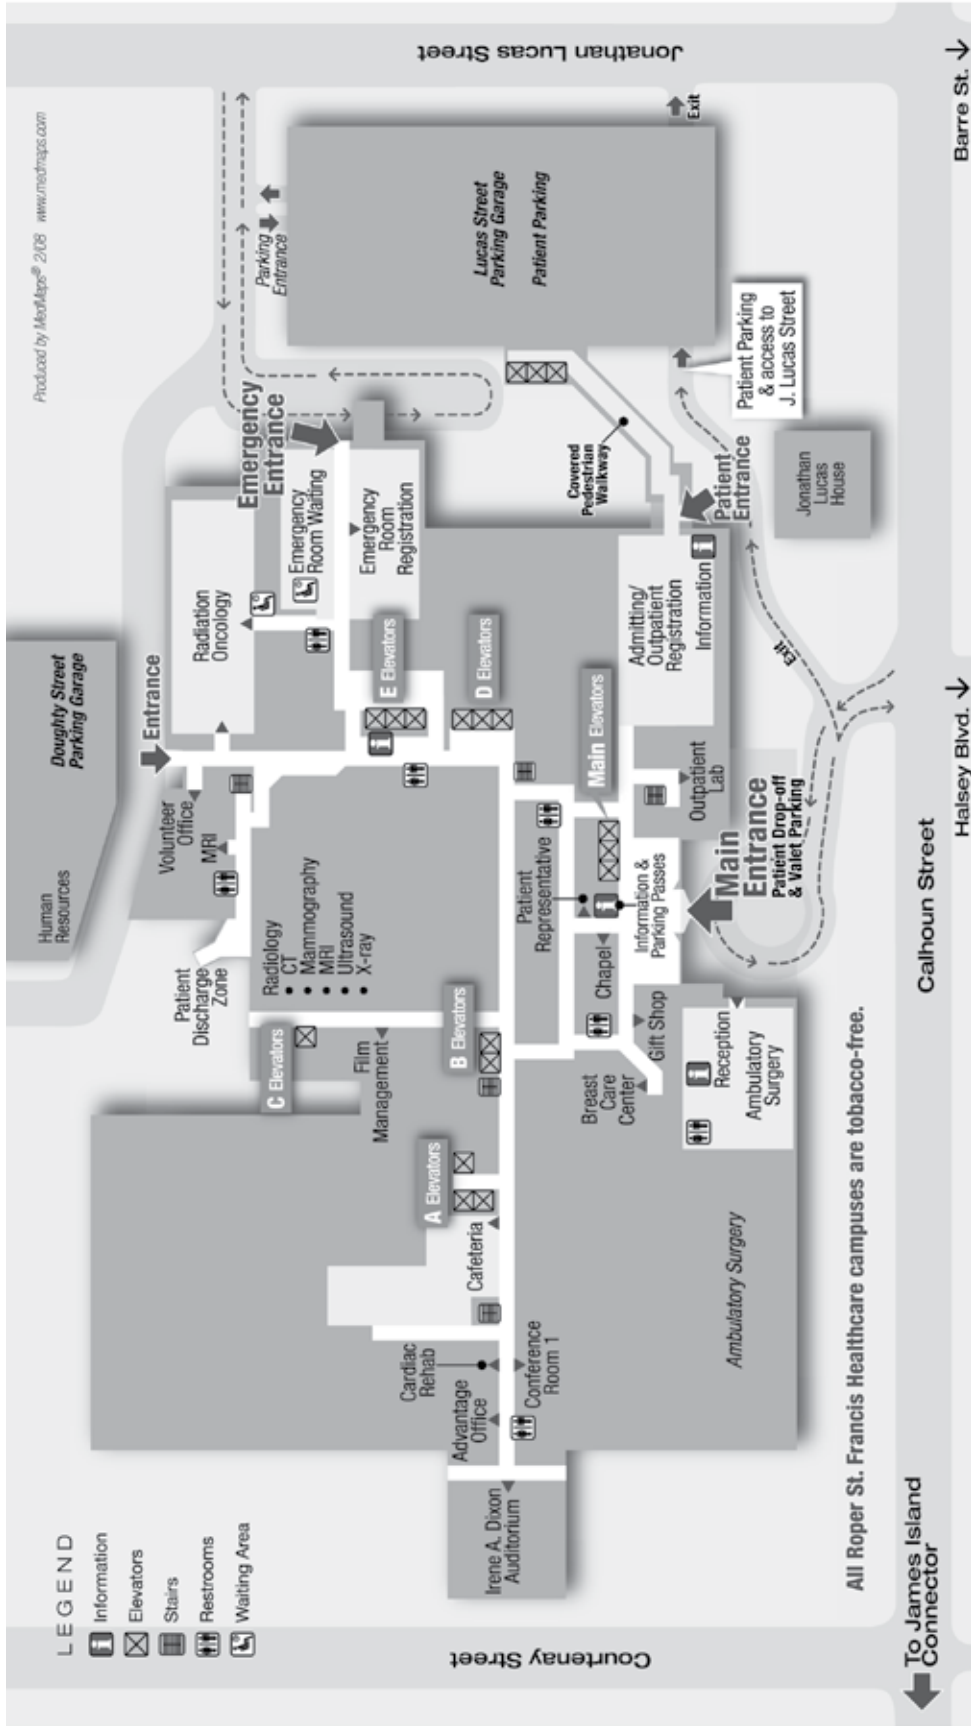 LEGEND
Information
Elevators
Stairs
Restrooms
Waiting Area
Produced by MedMaps® 2/08 www.medmaps.com
Human
Resources
Doughty Street
Parking Garage
Entrance
Volunteer
Office
MRI
Patient
Discharge
Zone
Radiation
Oncology
Emergency
Entrance
Emergency
Room Waiting
Emergency
Room
Registration
Parking
Entrance
Lucas Street
Parking Garage
Patient Parking
Exit
Jonathan Lucas Street
Radiology
• CT
• Mammography
• MRI
• Ultrasound
• X-ray
C Elevators
Film
Management
B Elevators
A Elevators
E Elevators
D Elevators
Main Elevators
Cafeteria
Cardiac
Rehab
Advantage
Office
Conference
Room 1
Irene A. Dixon
Auditorium
Courtenay Street
Patient
Representative
Chapel
Information &
Parking Passes
Breast
Care
Center
Gift Shop
Reception
Ambulatory
Surgery
Ambulatory Surgery
Covered
Pedestrian
Walkway
Admitting/
Outpatient
Registration
Information
Outpatient
Lab
Patient
Entrance
Patient Parking
& access to
J. Lucas Street
Jonathan
Lucas
House
Exit
Main
Entrance
Patient Drop-off
& Valet Parking
All Roper St. Francis Healthcare campuses are tobacco-free.
Calhoun Street
To James Island
Connector
Halsey Blvd.
Barre St.